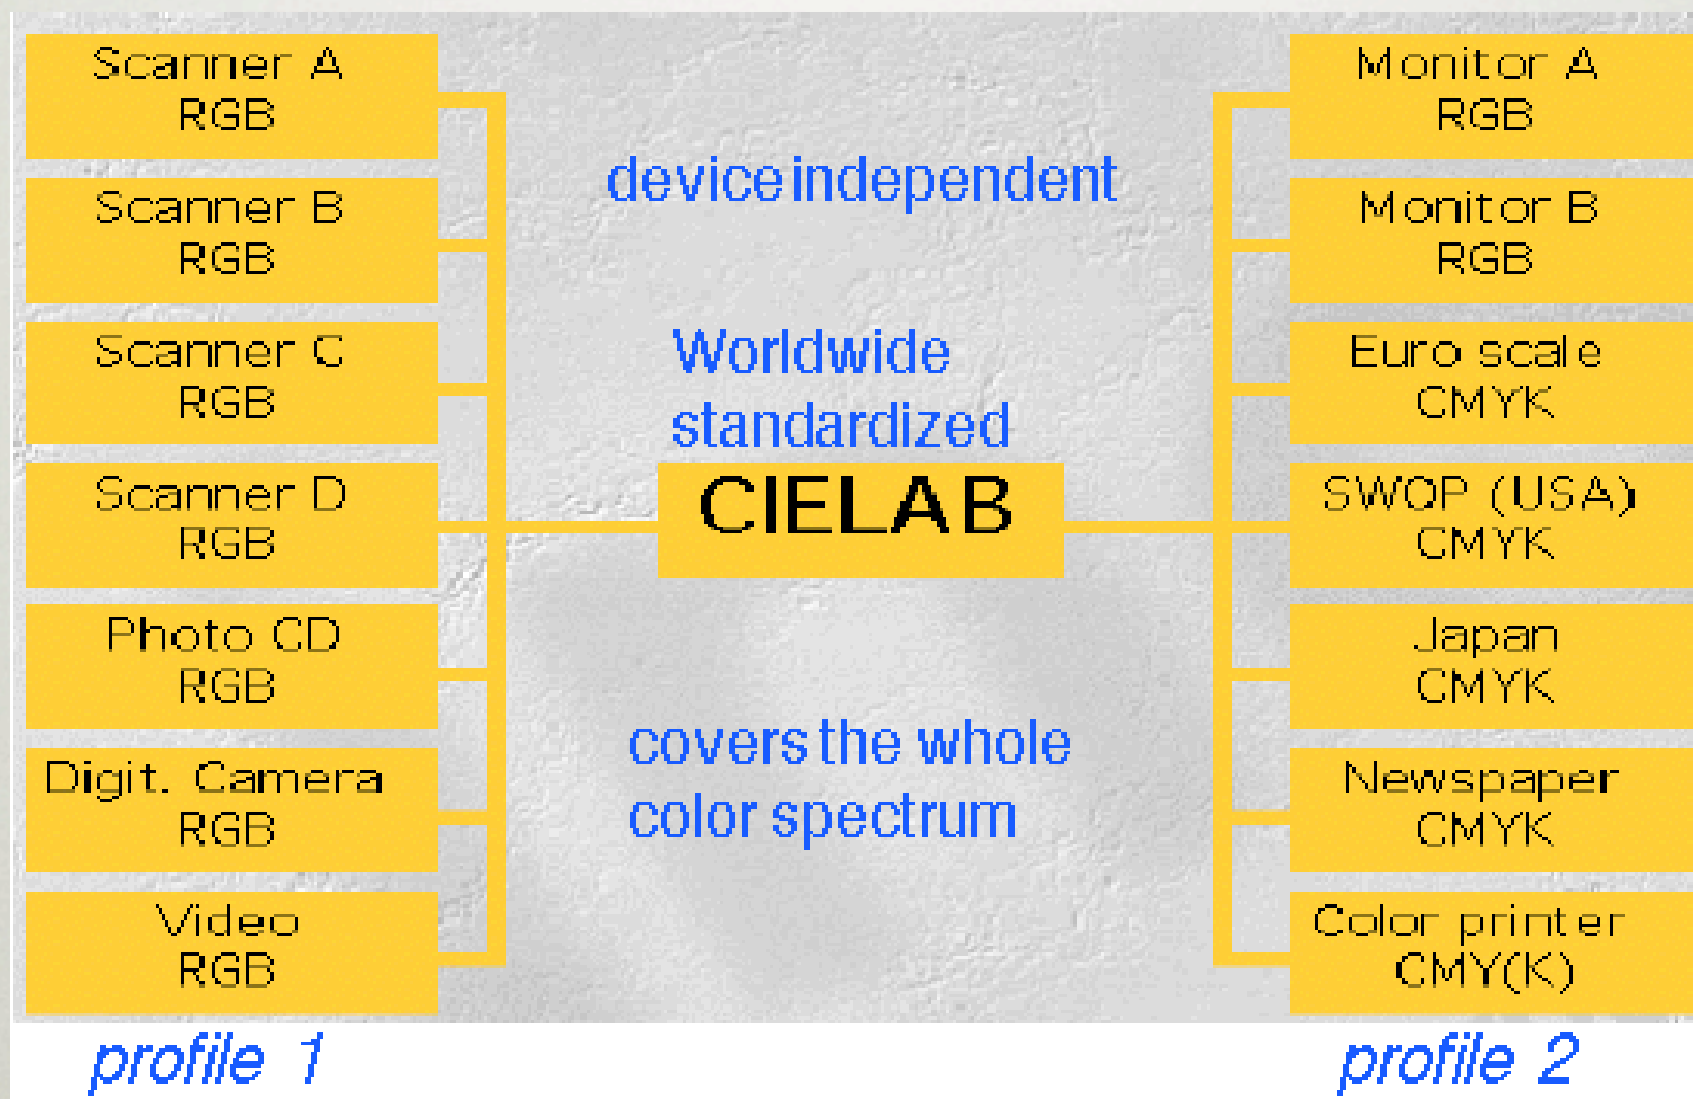 Scanner A
RGB
Scanner B
RGB
Scanner C
RGB
Scanner D
RGB
Photo CD
RGB
Digit. Camera
RGB
Video
RGB
profile 1
device independent
Worldwide
standardized
CIELAB
covers the whole
color spectrum
Monitor A
RGB
Monitor B
RGB
Euro scale
CMYK
SWOP (USA)
CMYK
Japan
CMYK
Newspaper
CMYK
Color printer
CMY(K)
profile 2